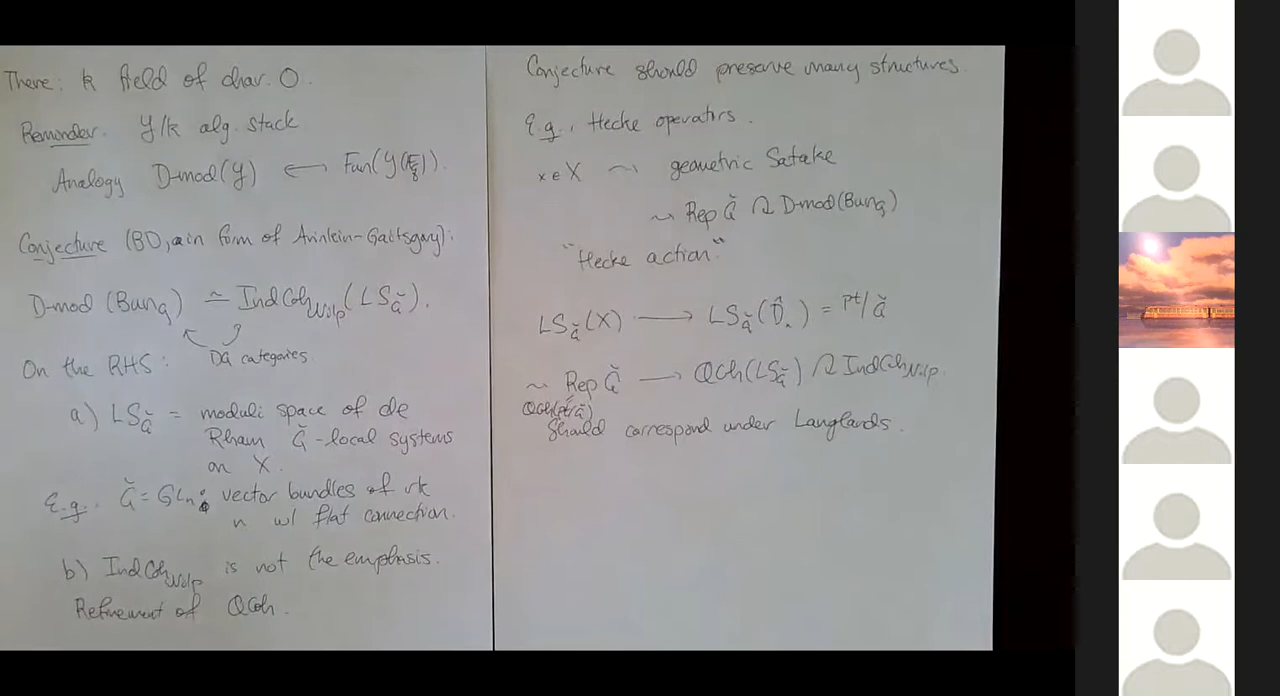 There: k field of char. 0.
Reminder. Y/k alg. stack
Analogy D-mod(Y) ⟷ Fun(Y(F_q)).
Conjecture (BD, in form of Arinkin-Gaitsgory):
D-mod(Bun_G) ≃ IndCoh_Nilp(LS_Ǧ).
DG categories
On the RHS:
a) LS_Ǧ = moduli space of de
Rham Ǧ-local systems
on X.
E.g. Ǧ = GL_n: vector bundles of rk
n w/ flat connection.
b) IndCoh_Nilp is not the emphasis.
Refinement of QCoh.
Conjecture should preserve many structures.
E.g., Hecke operators.
x ∈ X ⇝ geometric Satake
⇝ Rep Ǧ ↷ D-mod(Bun_G)
"Hecke action"
LS_Ǧ(X) ⟶ LS_Ǧ(D̂_x) = pt/Ǧ
⇝ Rep Ǧ ⟶ QCoh(LS_Ǧ) ↷ IndCoh_Nilp.
QCoh(pt/Ǧ)
Should correspond under Langlands.